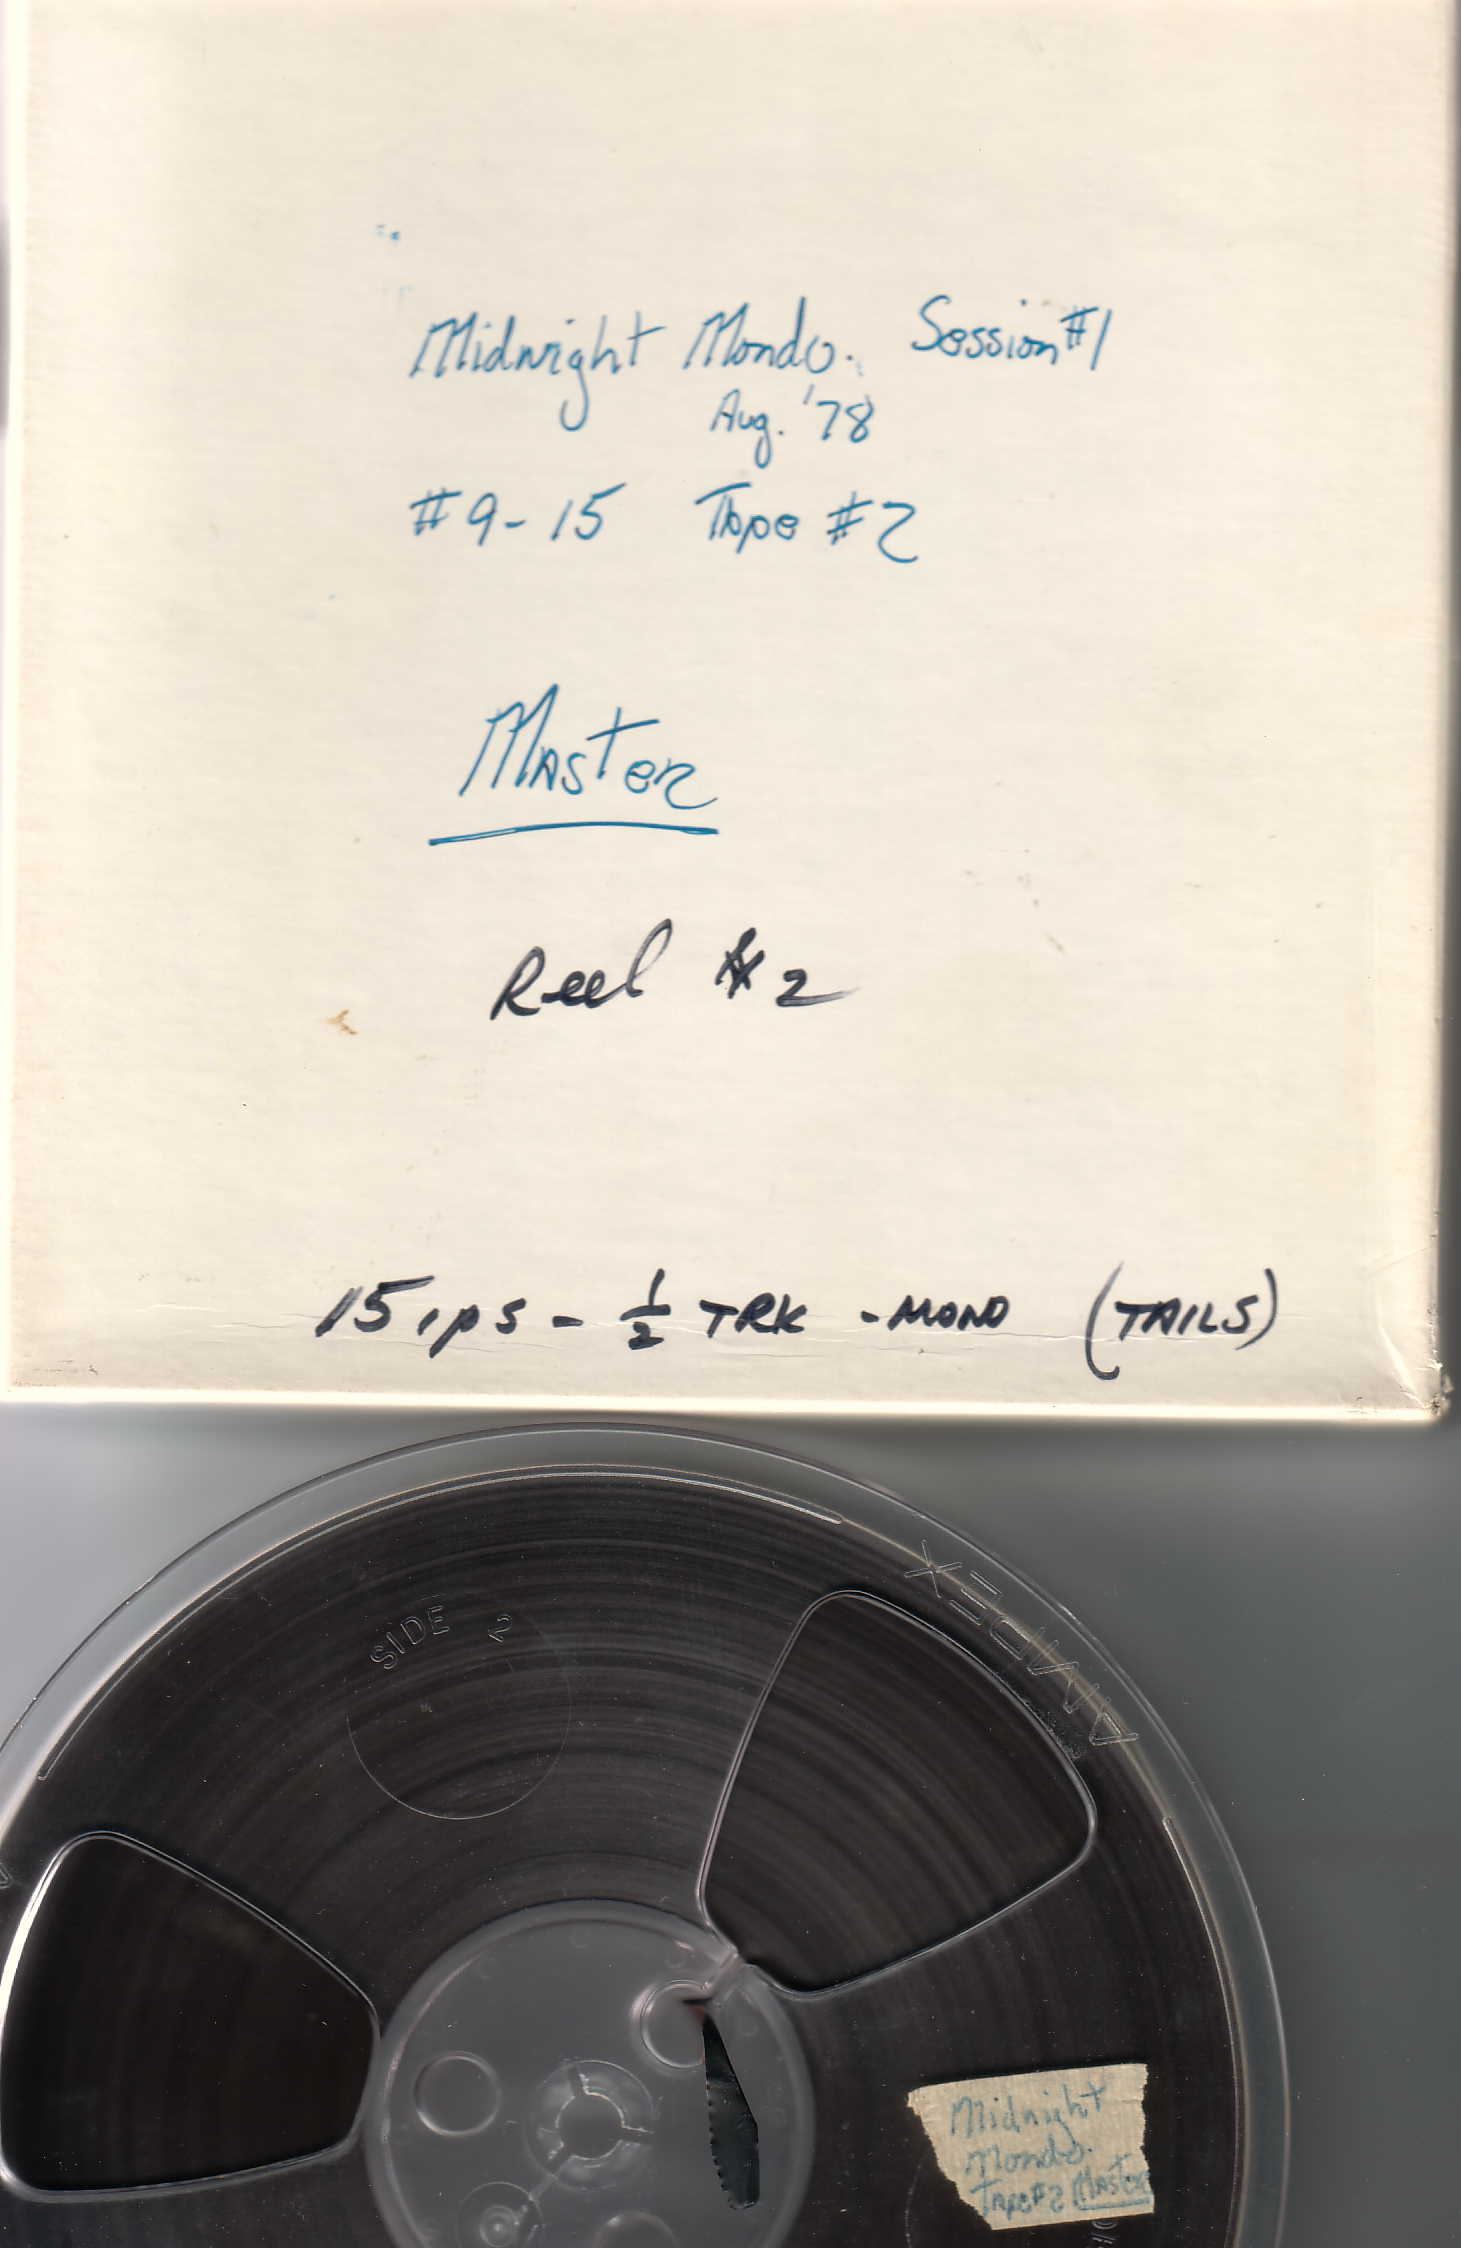 Midnight Mondo. Session #1
Aug. '78
#9-15 Tape #2
Master
Reel #2
15 ips - 1/2 TRK - MONO (TAILS)
AMPEX
SIDE 2
Midnight
Mondo.
Tape #2 Master